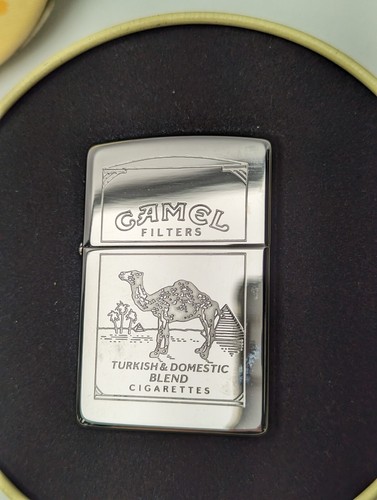 CAMEL
FILTERS
TURKISH & DOMESTIC
BLEND
CIGARETTES